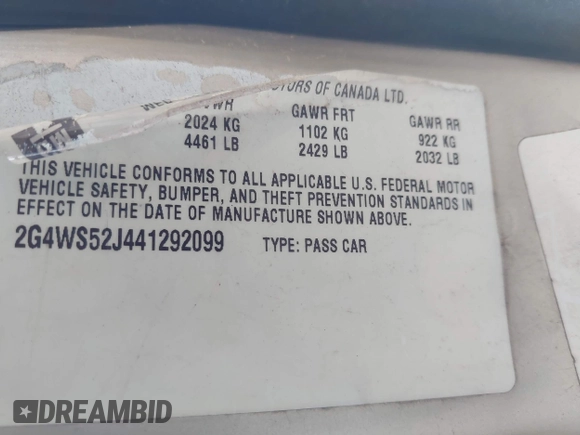 OF CANADA LTD.
GAWR FRT GAWR RR
2024 KG 1102 KG 922 KG
4461 LB 2429 LB 2032 LB
THIS VEHICLE CONFORMS TO ALL APPLICABLE U.S. FEDERAL MOTOR
VEHICLE SAFETY, BUMPER, AND THEFT PREVENTION STANDARDS IN
EFFECT ON THE DATE OF MANUFACTURE SHOWN ABOVE.
2G4WS52J441292099 TYPE: PASS CAR
DREAMBID